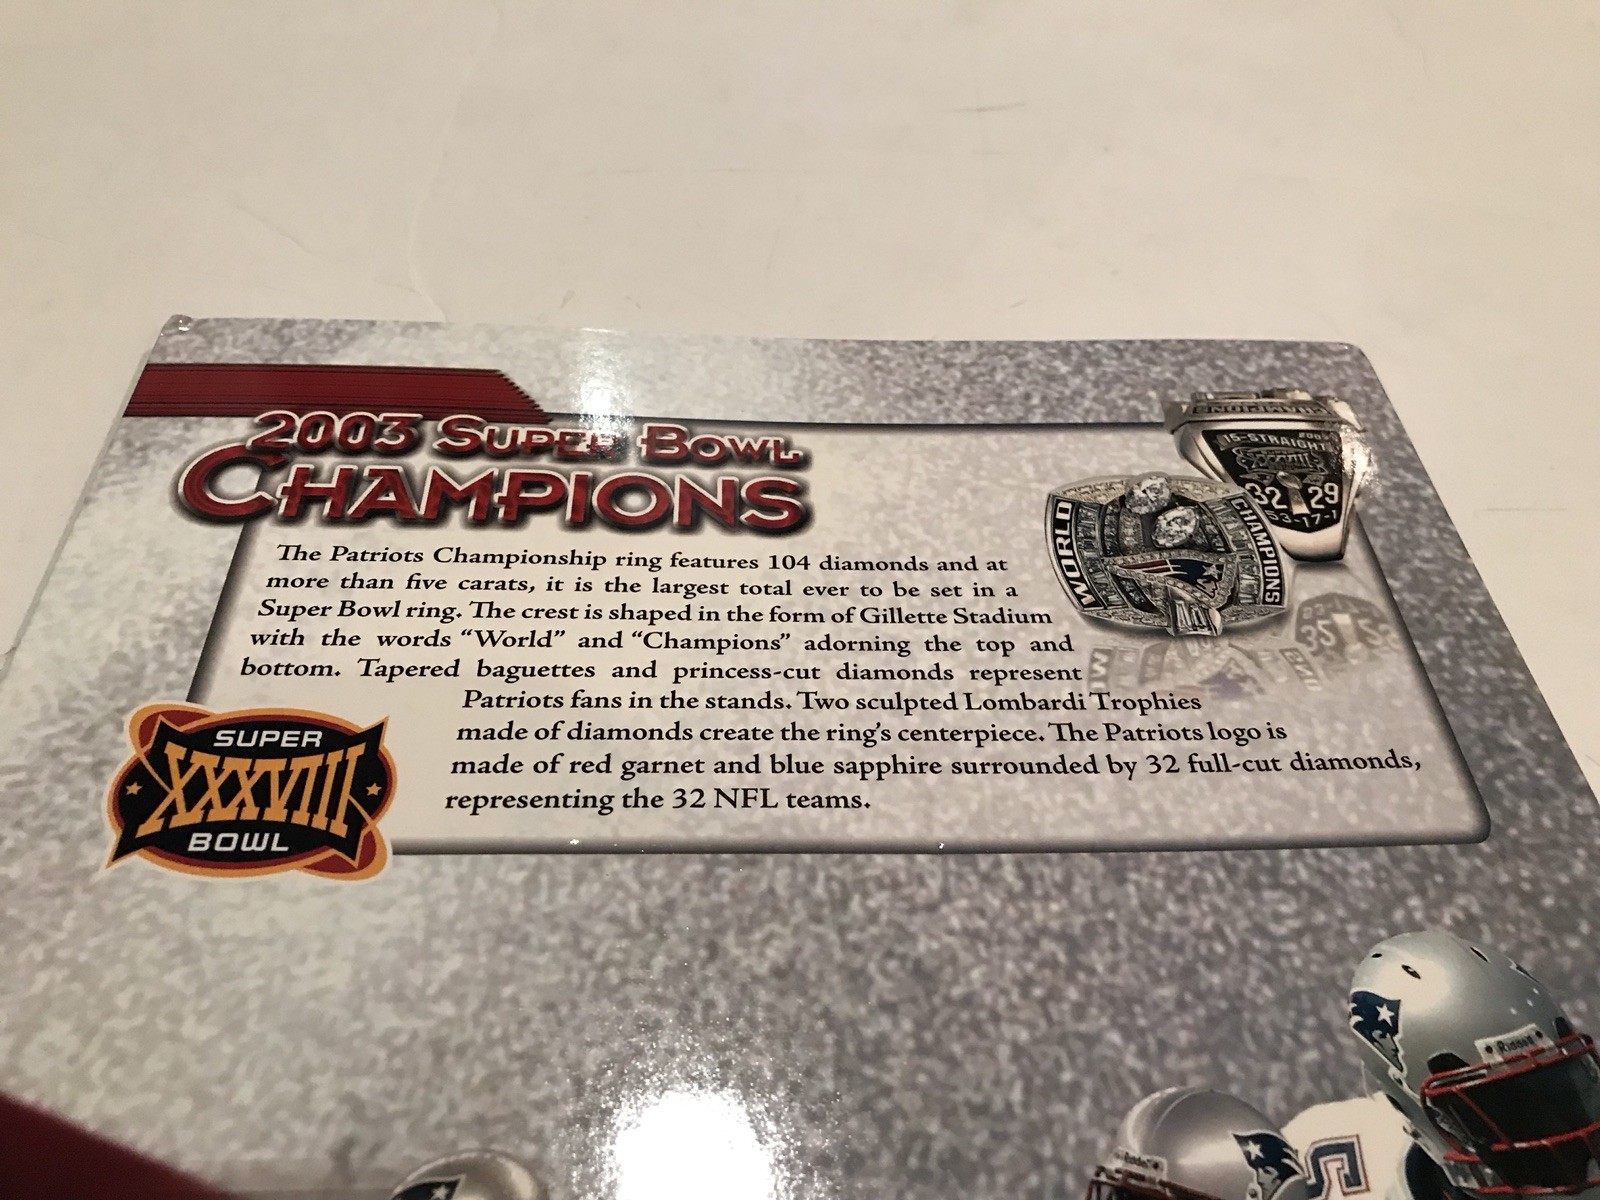 2003 SUPER BOWL
CHAMPIONS
The Patriots Championship ring features 104 diamonds and at
more than five carats, it is the largest total ever to be set in a
Super Bowl ring. The crest is shaped in the form of Gillette Stadium
with the words “World” and “Champions” adorning the top and
bottom. Tapered baguettes and princess-cut diamonds represent
Patriots fans in the stands. Two sculpted Lombardi Trophies
made of diamonds create the ring's centerpiece. The Patriots logo is
made of red garnet and blue sapphire surrounded by 32 full-cut diamonds,
representing the 32 NFL teams.
SUPER
XXXVIII
BOWL
WORLD
CHAMPIONS
15-STRAIGHT
XXXVIII
32 29
Riddell